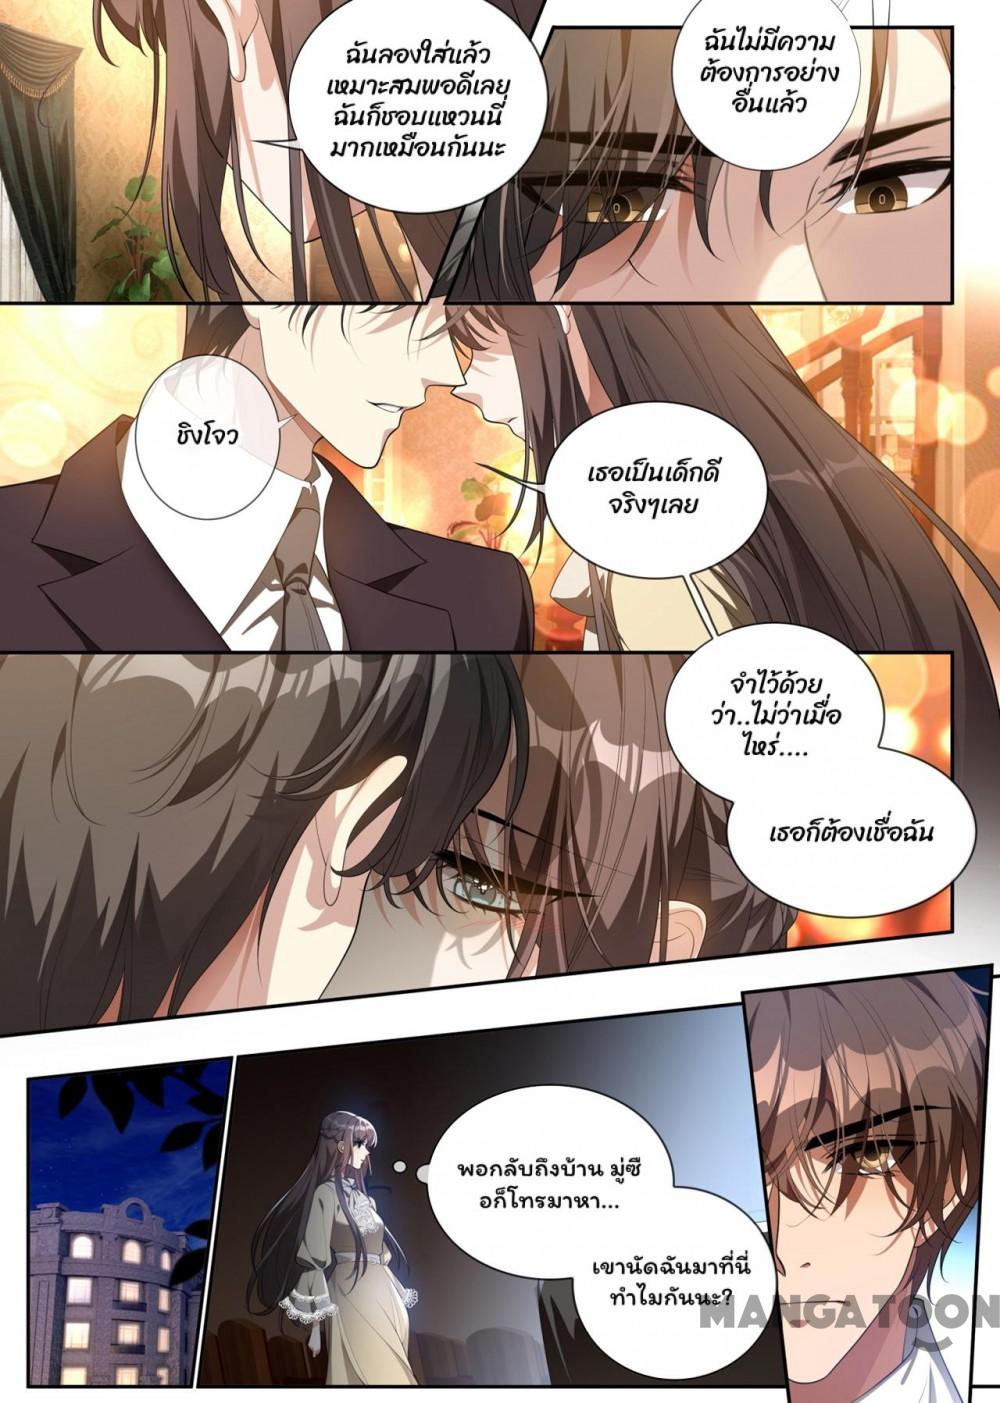 ฉันลองใส่แล้ว
เหมาะสมพอดีเลย
ฉันก็ชอบแหวนนี้
มากเหมือนกันนะ
ฉันไม่มีความ
ต้องการอย่าง
อื่นแล้ว
ชิงโจว
เธอเป็นเด็กดี
จริงๆเลย
จำไว้ด้วย
ว่า..ไม่ว่าเมื่อ
ไหร่....
เธอก็ต้องเชื่อฉัน
พอกลับถึงบ้าน มู่ซื
อก็โทรมาหา...
เขานัดฉันมาที่นี่
ทำไมกันนะ?
MANGATOON